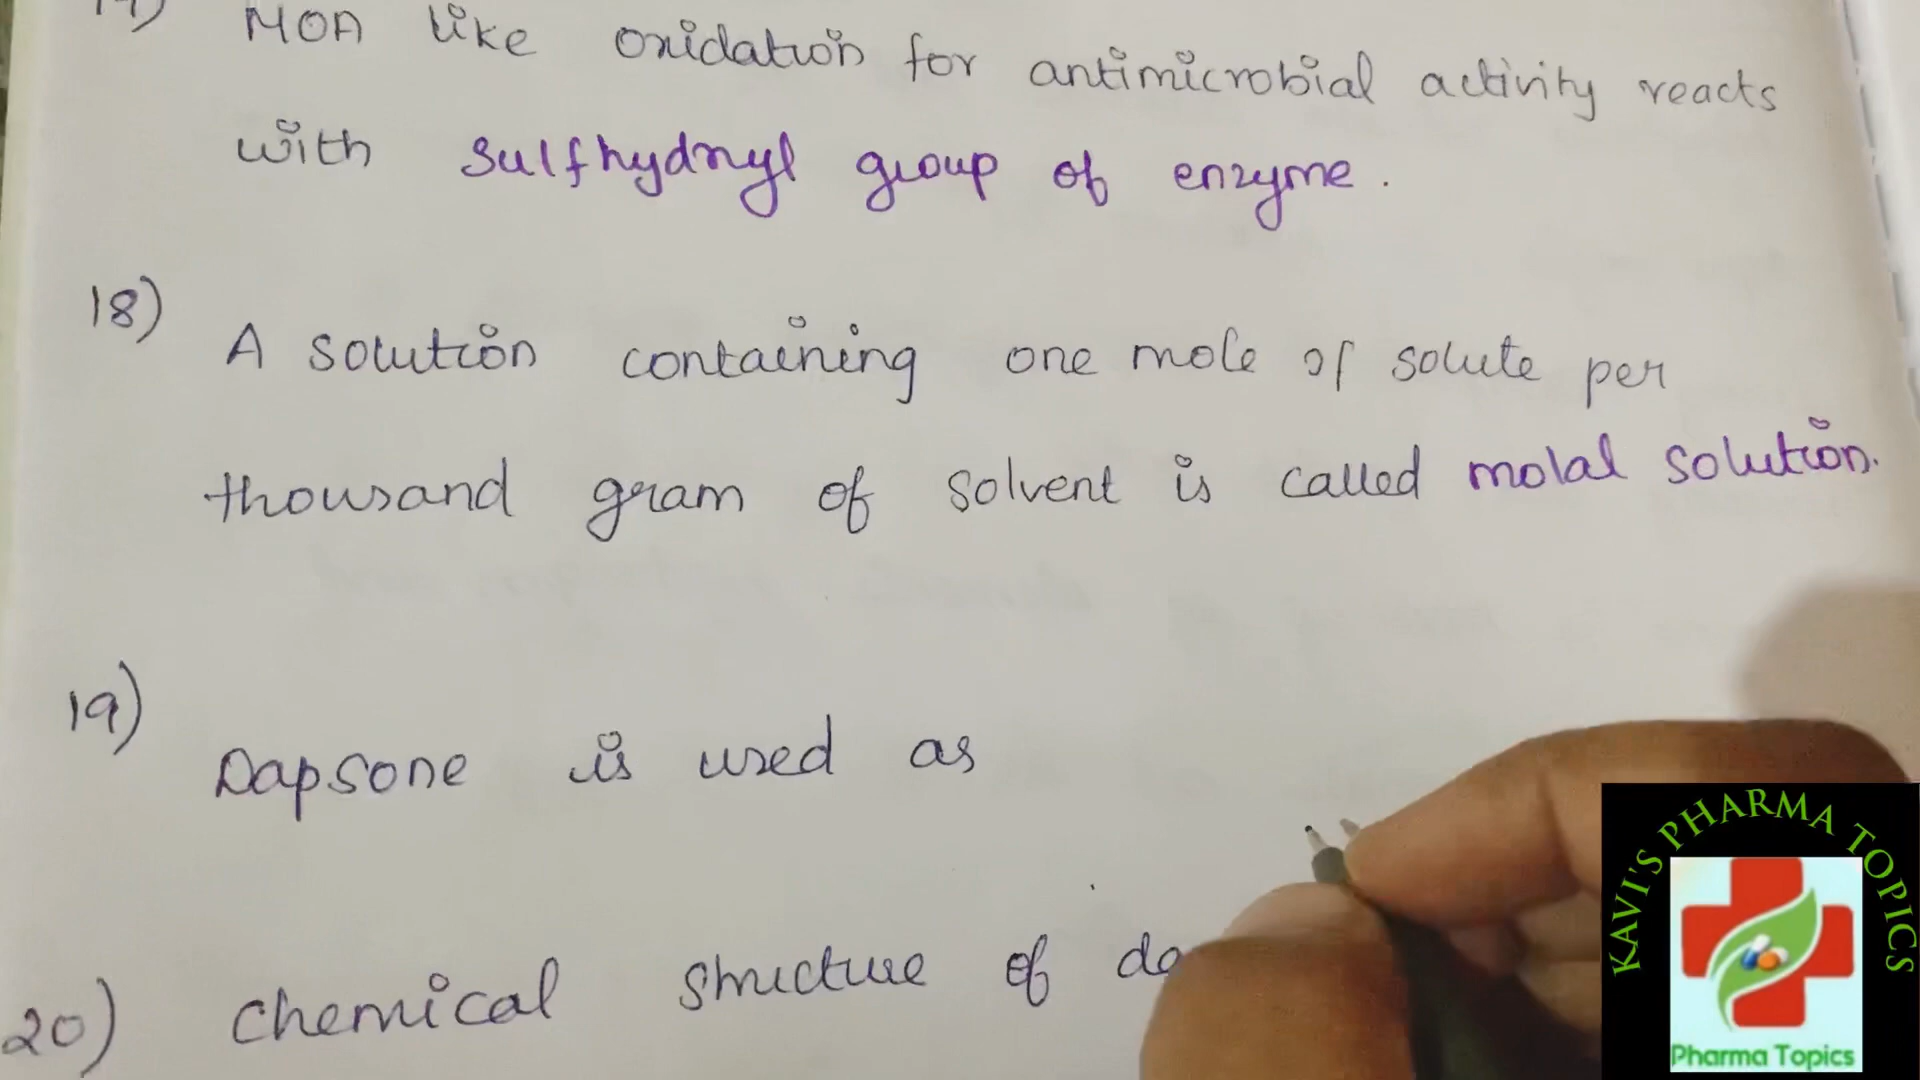 17) MOA like oxidation for antimicrobial activity reacts
with sulfhydryl group of enzyme.
18) A solution containing one mole of solute per
thousand gram of solvent is called molal solution.
19) Dapsone is used as
20) Chemical structure of
KAVI'S PHARMA TOPICS
Pharma Topics